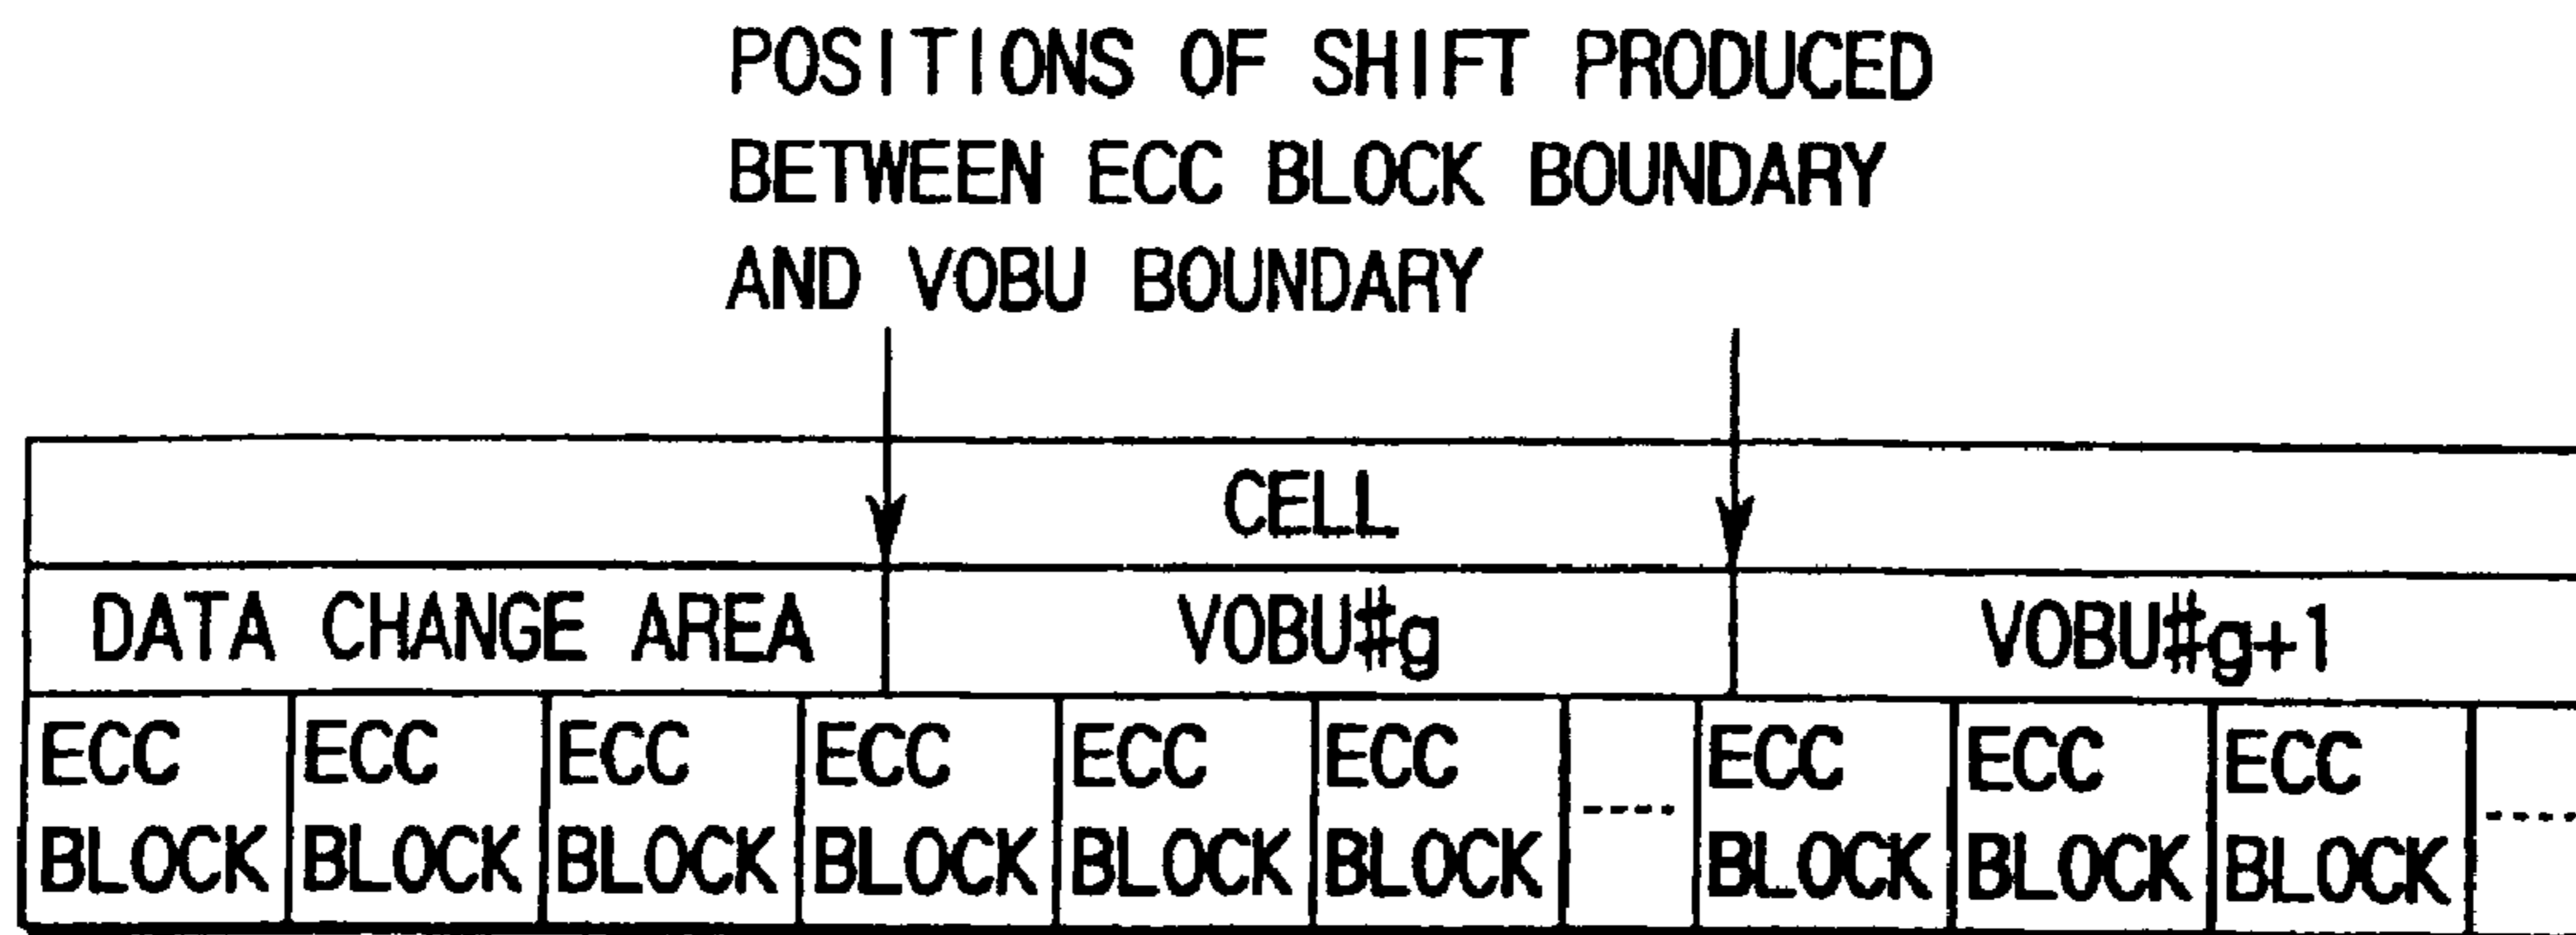 POSITIONS OF SHIFT PRODUCED
BETWEEN ECC BLOCK BOUNDARY
AND VOBU BOUNDARY
CELL
DATA CHANGE AREA VOBU#g VOBU#g+1
ECC ECC ECC ECC ECC ECC ---- ECC ECC ECC ----
BLOCK BLOCK BLOCK BLOCK BLOCK BLOCK BLOCK BLOCK BLOCK